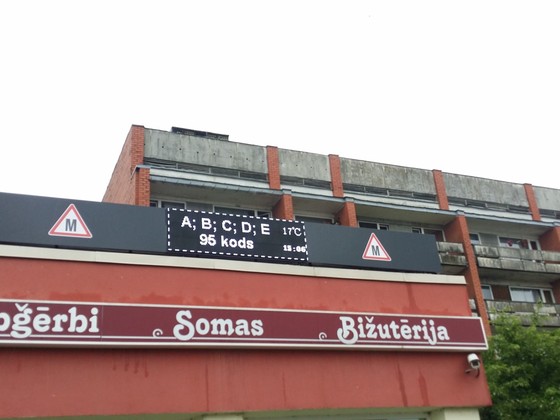 M
A; B; C; D; E 17°C
95 kods 15:06
M
Somas
Bižutērija